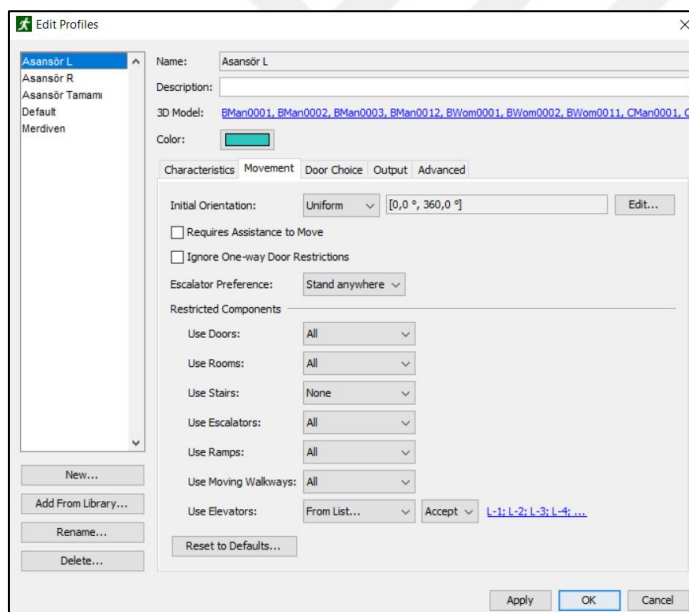 Edit Profiles
Asansör L
Asansör R
Asansör Tamamı
Default
Merdiven
New...
Add From Library...
Rename...
Delete...
Name: Asansör L
Description:
3D Model: BMan0001, BMan0002, BMan0003, BMan0012, BWom0001, BWom0002, BWom0011, CMan0001, C
Color:
Characteristics Movement Door Choice Output Advanced
Initial Orientation: Uniform [0,0 °, 360,0 °] Edit...
Requires Assistance to Move
Ignore One-way Door Restrictions
Escalator Preference: Stand anywhere
Restricted Components
Use Doors: All
Use Rooms: All
Use Stairs: None
Use Escalators: All
Use Ramps: All
Use Moving Walkways: All
Use Elevators: From List... Accept L-1; L-2; L-3; L-4; ...
Reset to Defaults...
Apply OK Cancel